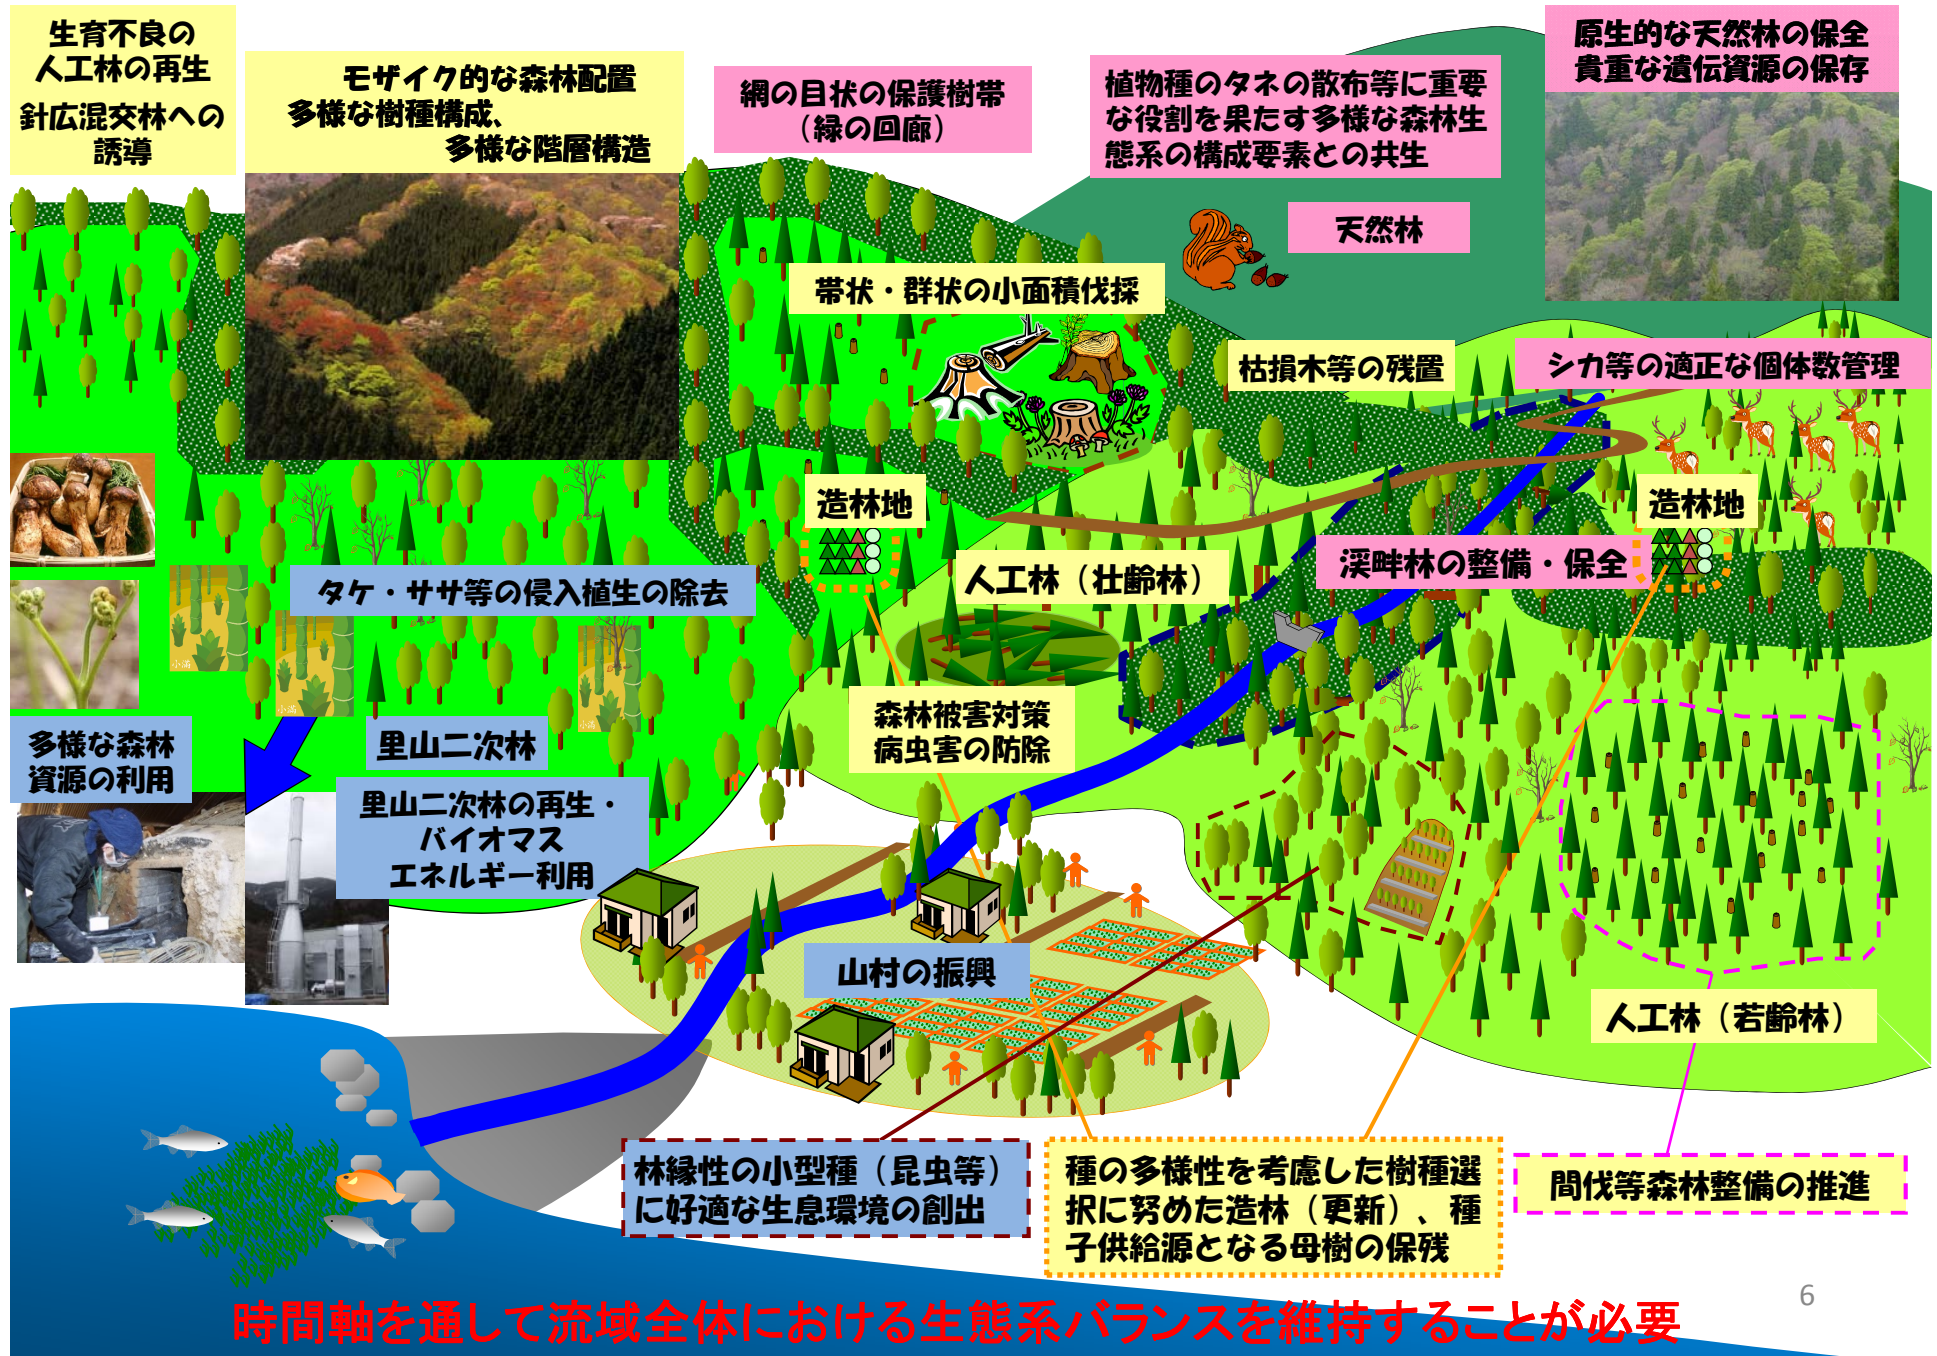 生育不良の
人工林の再生
針広混交林への
誘導
モザイク的な森林配置
多様な樹種構成、
多様な階層構造
網の目状の保護樹帯
（緑の回廊）
植物種のタネの散布等に重要
な役割を果たす多様な森林生
態系の構成要素との共生
原生的な天然林の保全
貴重な遺伝資源の保存
天然林
帯状・群状の小面積伐採
枯損木等の残置
シカ等の適正な個体数管理
造林地
造林地
人工林（壮齢林）
渓畔林の整備・保全
タケ・ササ等の侵入植生の除去
小満
小満
小満
森林被害対策
病虫害の防除
多様な森林
資源の利用
里山二次林
里山二次林の再生・
バイオマス
エネルギー利用
山村の振興
人工林（若齢林）
林縁性の小型種（昆虫等）
に好適な生息環境の創出
種の多様性を考慮した樹種選
択に努めた造林（更新）、種
子供給源となる母樹の保残
間伐等森林整備の推進
6
時間軸を通して流域全体における生態系バランスを維持することが必要